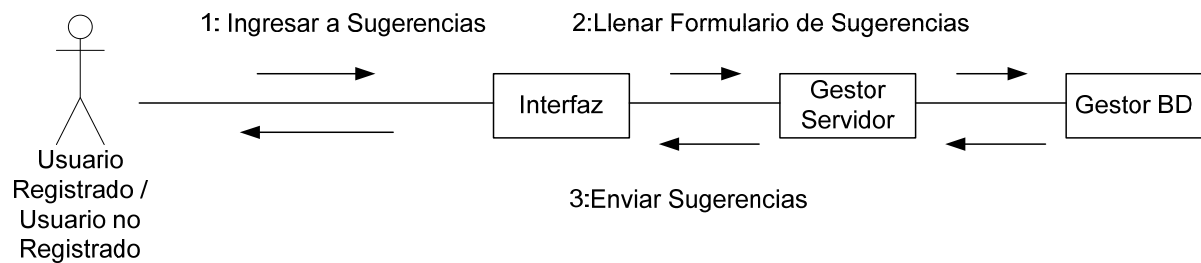 1: Ingresar a Sugerencias
2:Llenar Formulario de Sugerencias
Interfaz
Gestor
Servidor
Gestor BD
Usuario
Registrado /
Usuario no
Registrado
3:Enviar Sugerencias